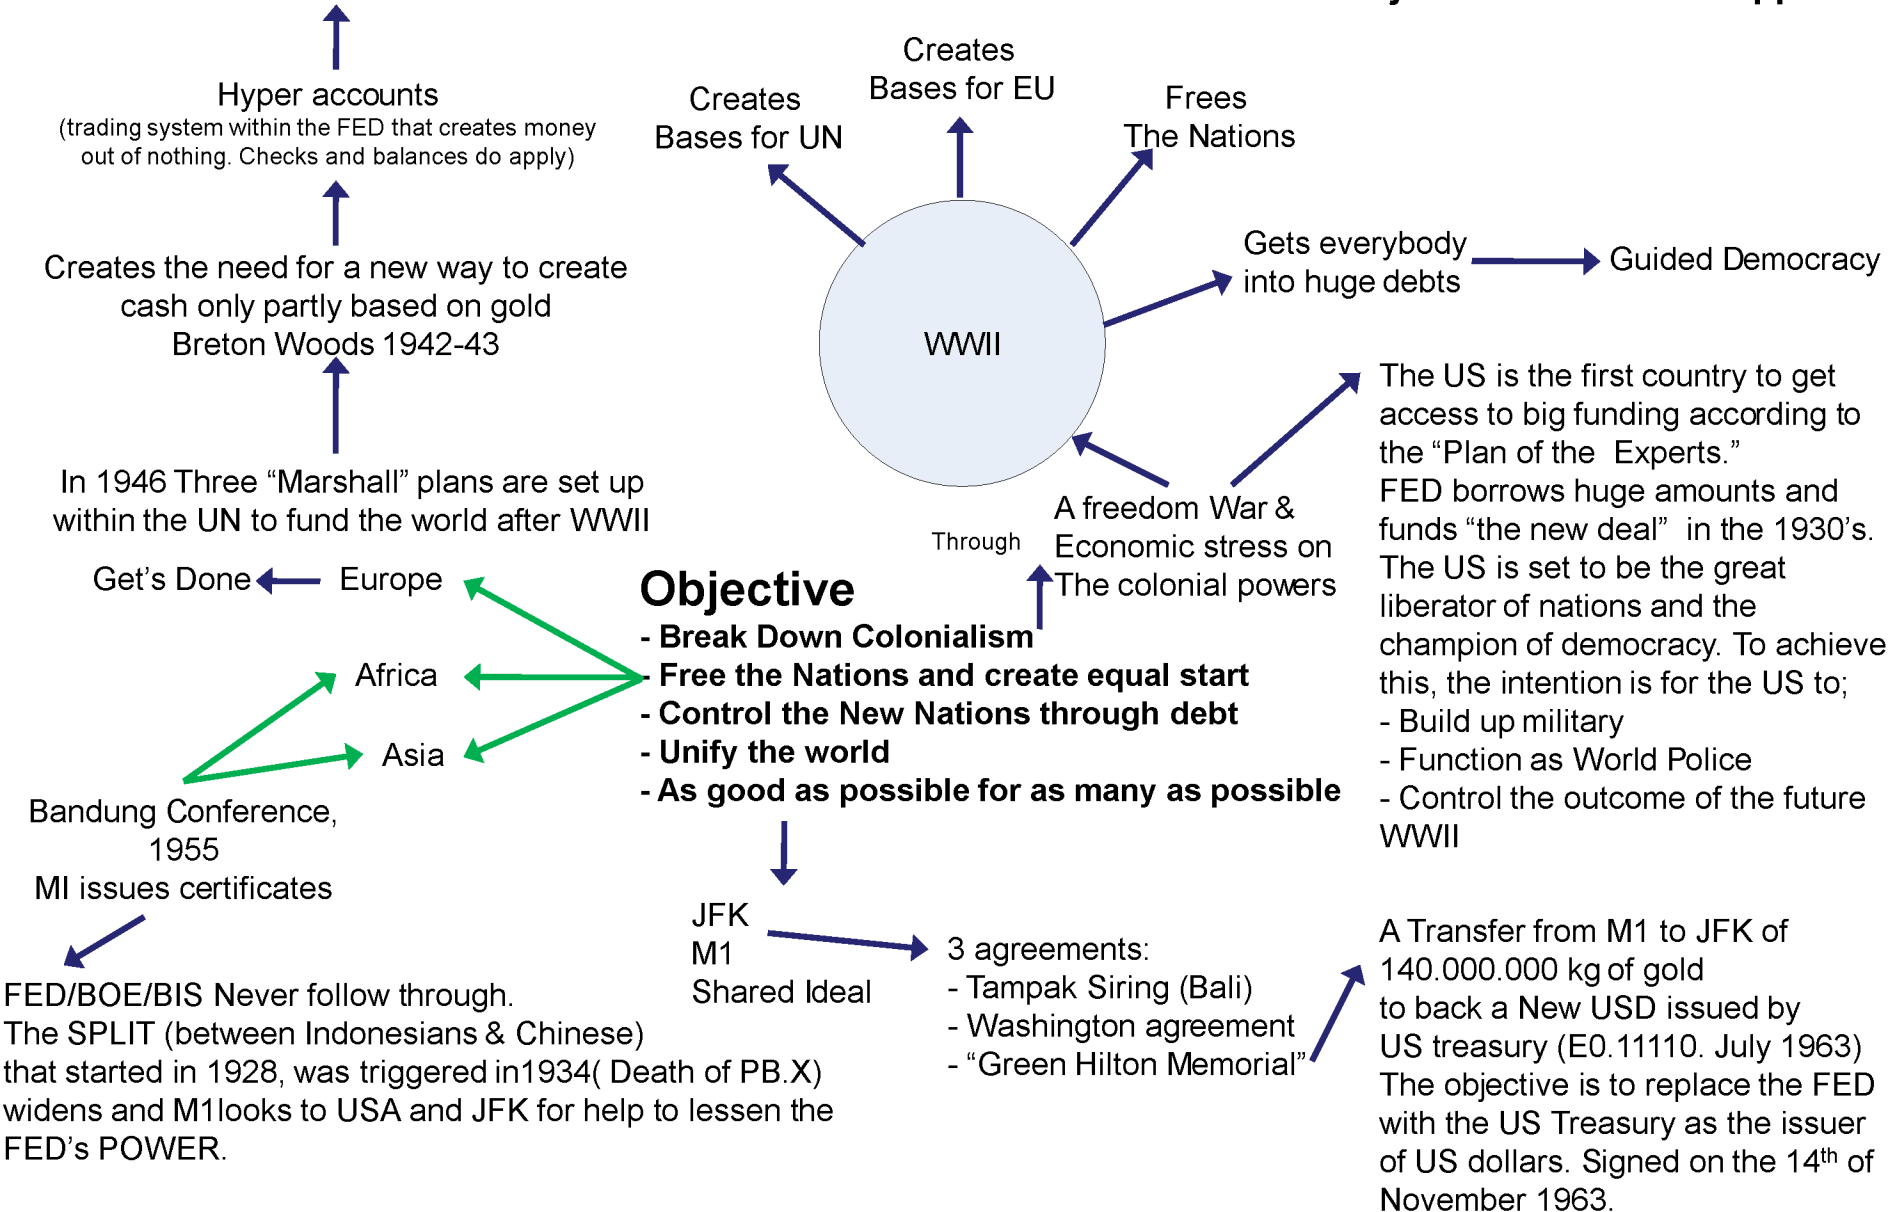 Hyper accounts
(trading system within the FED that creates money
out of nothing. Checks and balances do apply)
Creates the need for a new way to create
cash only partly based on gold
Breton Woods 1942-43
In 1946 Three “Marshall” plans are set up
within the UN to fund the world after WWII
Get’s Done
Europe
Africa
Asia
Bandung Conference,
1955
MI issues certificates
FED/BOE/BIS Never follow through.
The SPLIT (between Indonesians & Chinese)
that started in 1928, was triggered in1934( Death of PB.X)
widens and M1looks to USA and JFK for help to lessen the
FED’s POWER.
Creates
Bases for UN
Creates
Bases for EU
Frees
The Nations
WWII
Gets everybody
into huge debts
Guided Democracy
Through
A freedom War &
Economic stress on
The colonial powers
Objective
- Break Down Colonialism
- Free the Nations and create equal start
- Control the New Nations through debt
- Unify the world
- As good as possible for as many as possible
JFK
M1
Shared Ideal
3 agreements:
- Tampak Siring (Bali)
- Washington agreement
- “Green Hilton Memorial”
The US is the first country to get
access to big funding according to
the “Plan of the Experts.”
FED borrows huge amounts and
funds “the new deal” in the 1930’s.
The US is set to be the great
liberator of nations and the
champion of democracy. To achieve
this, the intention is for the US to;
- Build up military
- Function as World Police
- Control the outcome of the future
WWII
A Transfer from M1 to JFK of
140.000.000 kg of gold
to back a New USD issued by
US treasury (E0.11110. July 1963)
The objective is to replace the FED
with the US Treasury as the issuer
of US dollars. Signed on the 14th of
November 1963.